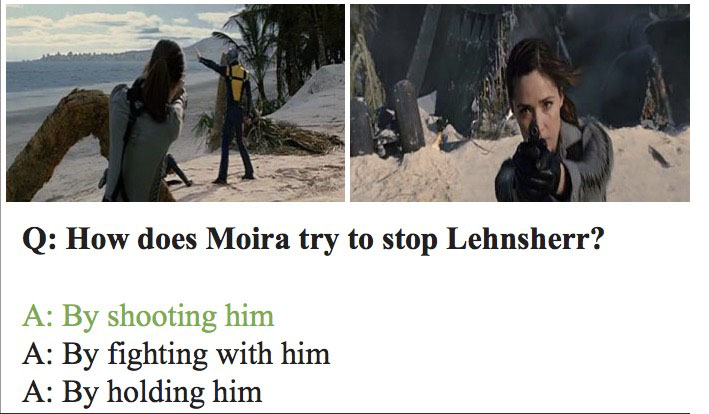 Q: How does Moira try to stop Lehnsherr?
A: By shooting him
A: By fighting with him
A: By holding him